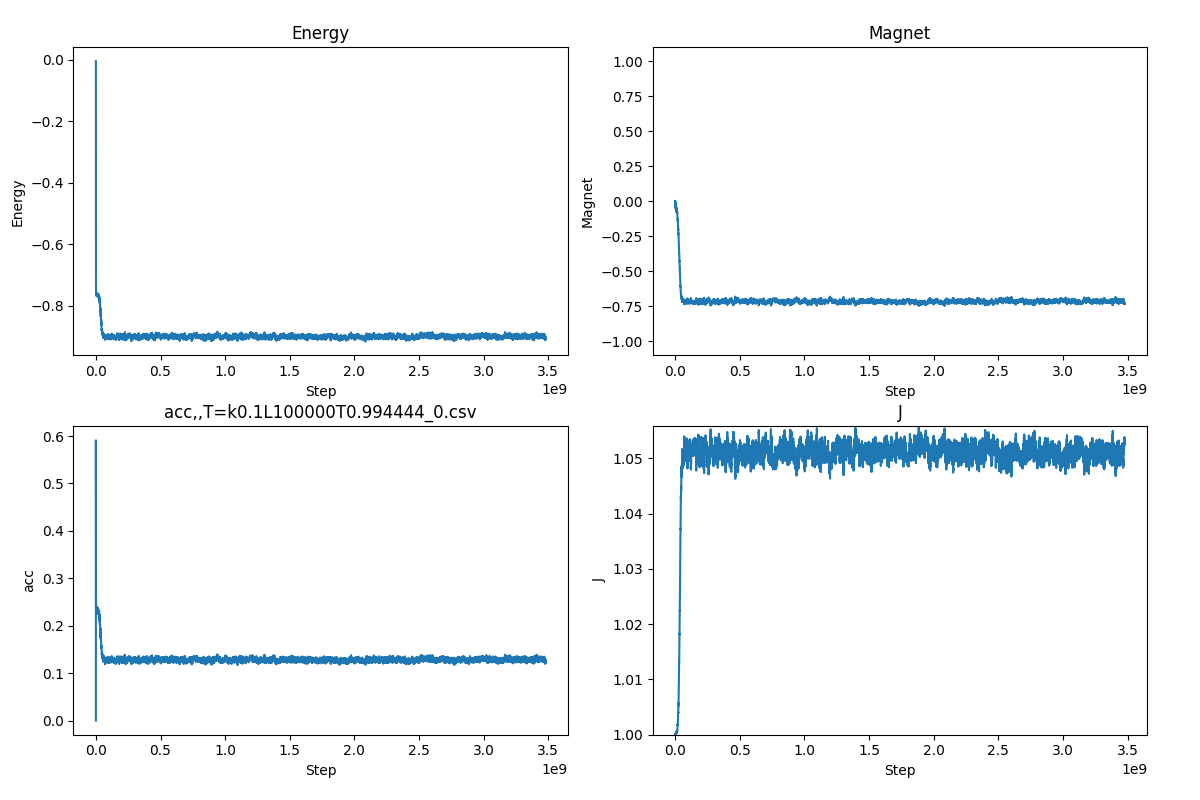 Energy
Energy
0.0
−0.2
−0.4
−0.6
−0.8
0.0 0.5 1.0 1.5 2.0 2.5 3.0 3.5
1e9
Step
Magnet
Magnet
1.00
0.75
0.50
0.25
0.00
−0.25
−0.50
−0.75
−1.00
0.0 0.5 1.0 1.5 2.0 2.5 3.0 3.5
1e9
Step
acc,,T=k0.1L100000T0.994444_0.csv
acc
0.6
0.5
0.4
0.3
0.2
0.1
0.0
0.0 0.5 1.0 1.5 2.0 2.5 3.0 3.5
1e9
Step
J
J
1.05
1.04
1.03
1.02
1.01
1.00
0.0 0.5 1.0 1.5 2.0 2.5 3.0 3.5
1e9
Step